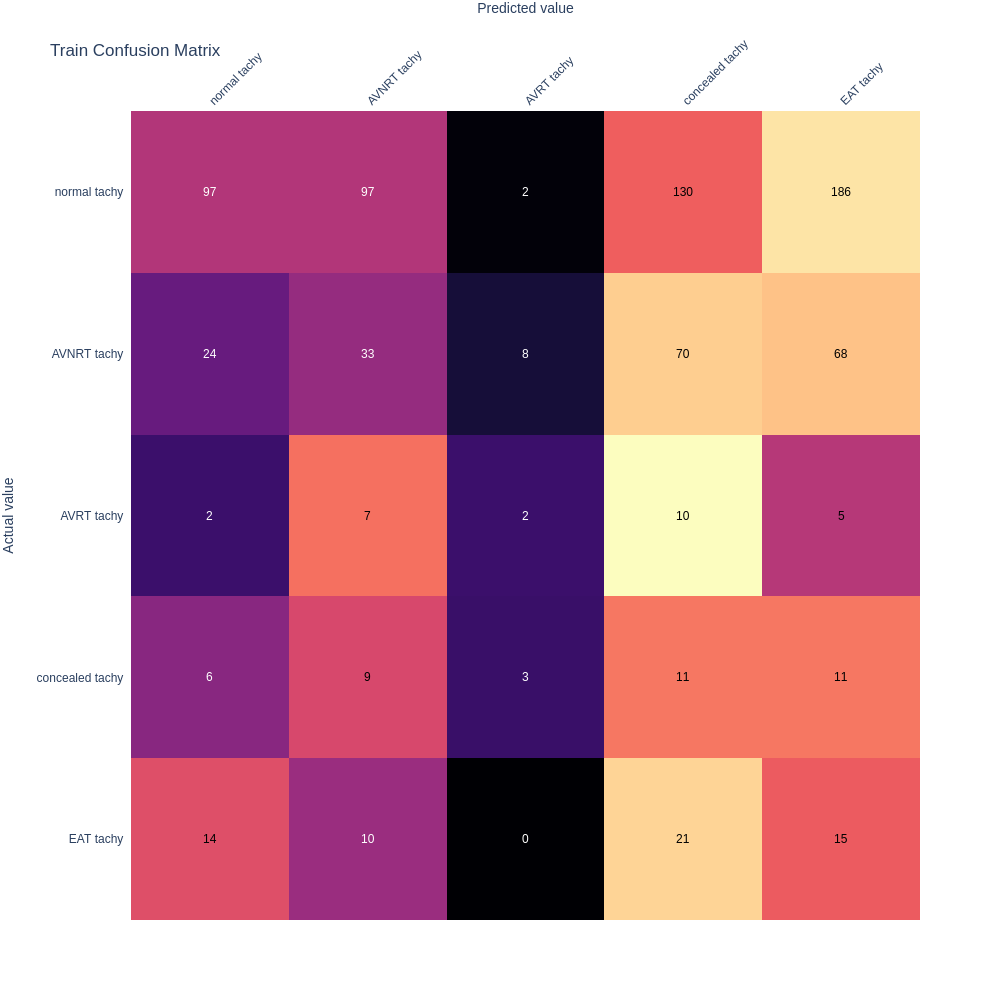 Predicted value
Train Confusion Matrix
normal tachy
AVNRT tachy
AVRT tachy
concealed tachy
EAT tachy
Actual value
normal tachy
97 97 2 130 186
AVNRT tachy
24 33 8 70 68
AVRT tachy
2 7 2 10 5
concealed tachy
6 9 3 11 11
EAT tachy
14 10 0 21 15